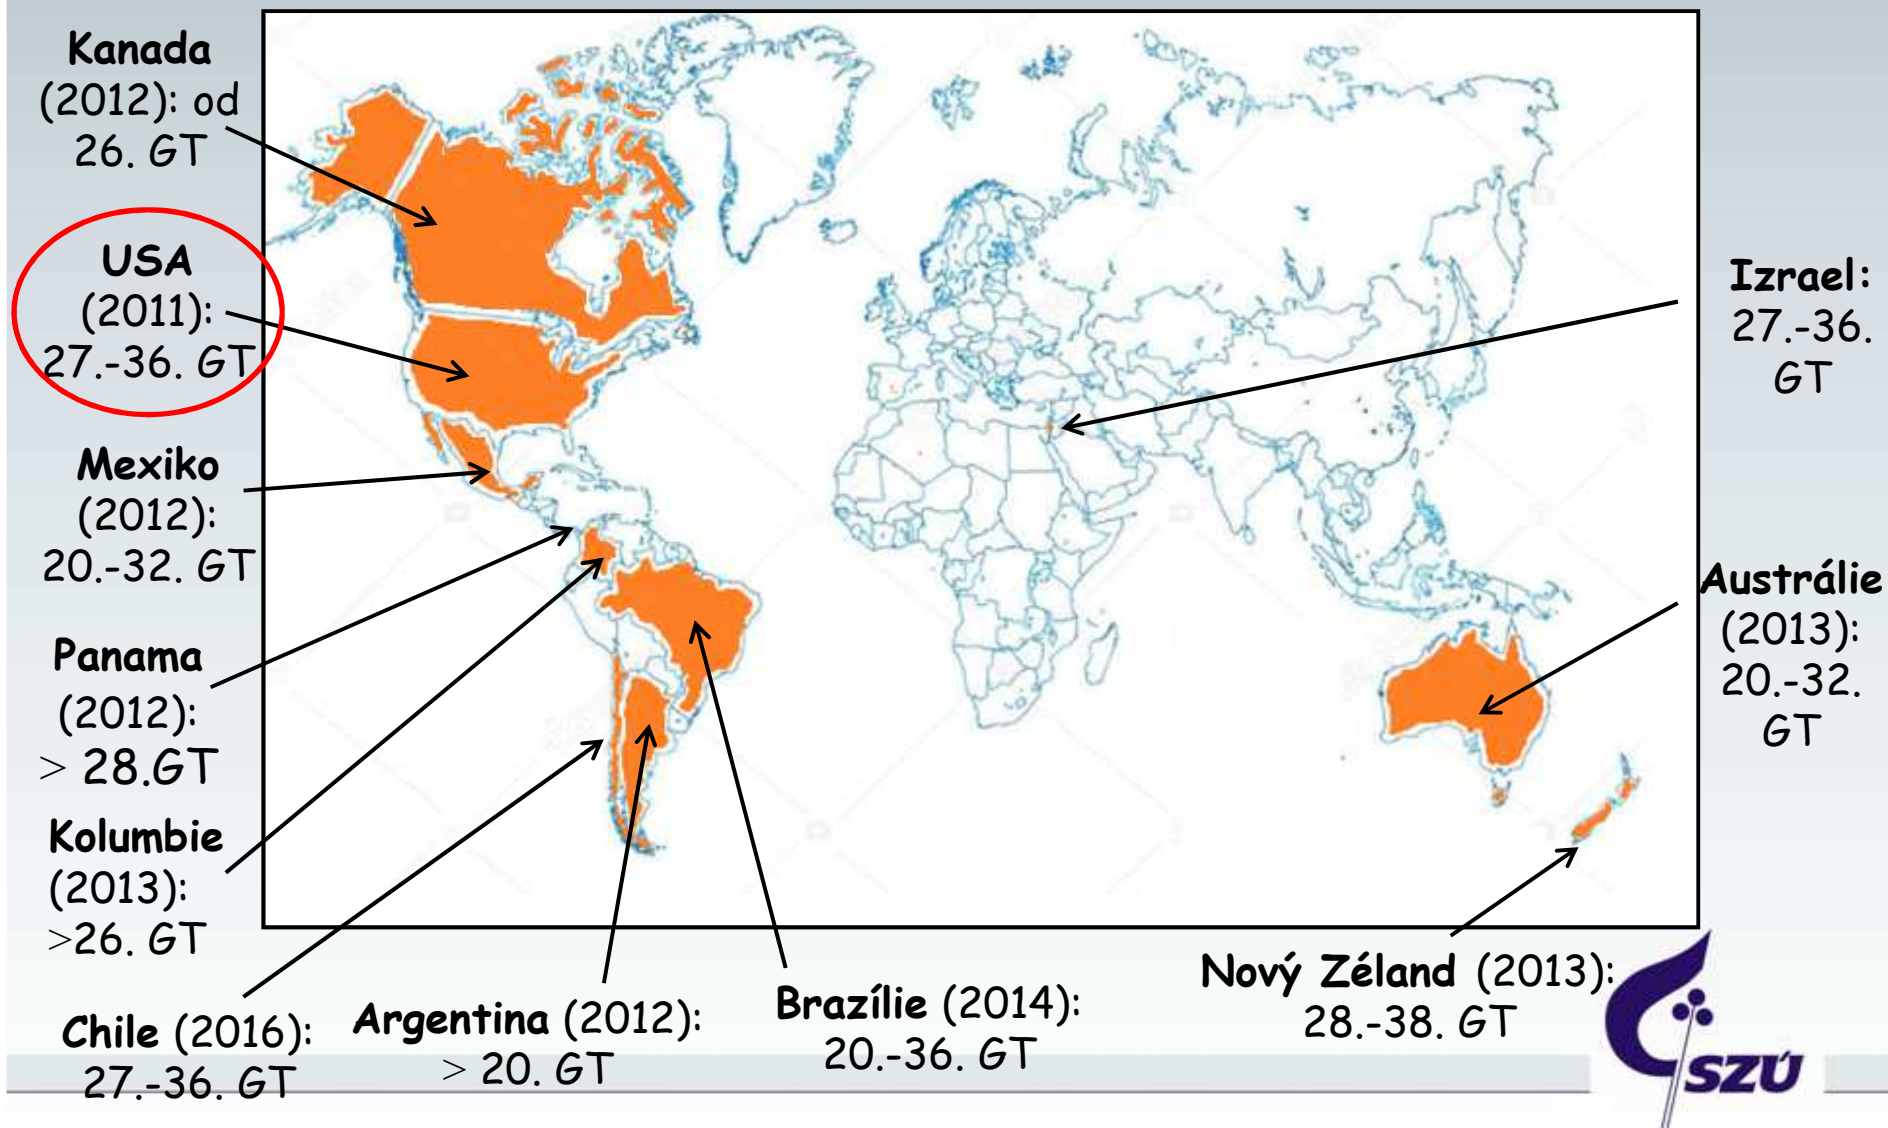 Kanada
(2012): od
26. GT
USA
(2011):
27.-36. GT
Mexiko
(2012):
20.-32. GT
Panama
(2012):
> 28.GT
Kolumbie
(2013):
>26. GT
Chile (2016):
27.-36. GT
Argentina (2012):
> 20. GT
Brazílie (2014):
20.-36. GT
Nový Zéland (2013):
28.-38. GT
Izrael:
27.-36.
GT
Austrálie
(2013):
20.-32.
GT
SZÚ